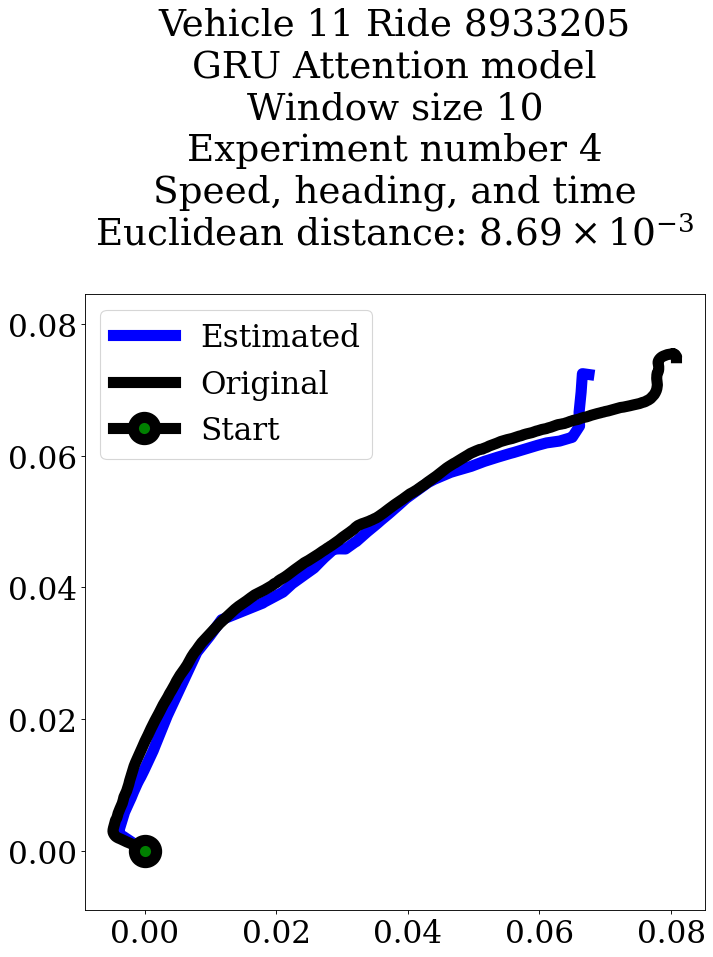 Vehicle 11 Ride 8933205
GRU Attention model
Window size 10
Experiment number 4
Speed, heading, and time
Euclidean distance: 8.69 × 10⁻³
Estimated
Original
Start
0.08
0.06
0.04
0.02
0.00
0.00 0.02 0.04 0.06 0.08